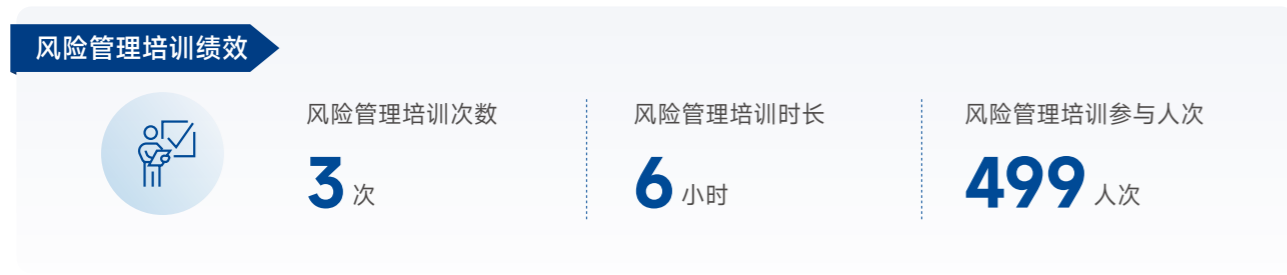 风险管理培训绩效
风险管理培训次数
3 次
风险管理培训时长
6 小时
风险管理培训参与人次
499 人次